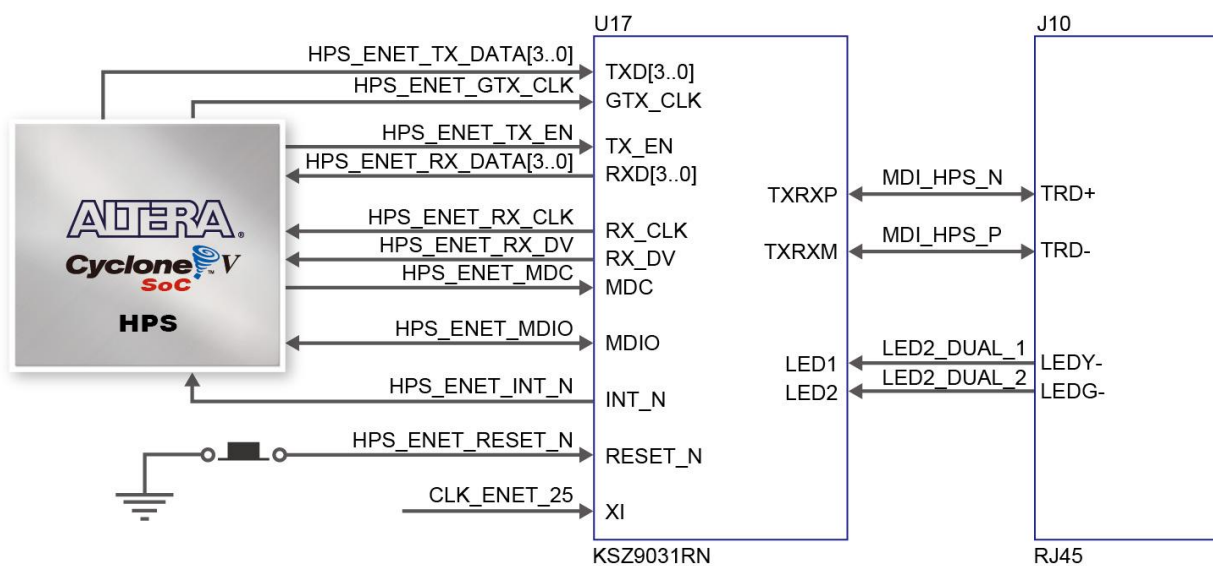 U17
J10
HPS_ENET_TX_DATA[3..0]
TXD[3..0]
HPS_ENET_GTX_CLK
GTX_CLK
HPS_ENET_TX_EN
TX_EN
HPS_ENET_RX_DATA[3..0]
RXD[3..0]
TXRXP
MDI_HPS_N
TRD+
ALTERA.
HPS_ENET_RX_CLK
RX_CLK
TXRXM
MDI_HPS_P
TRD-
HPS_ENET_RX_DV
RX_DV
Cyclone V
TM
SoC
HPS_ENET_MDC
MDC
HPS
HPS_ENET_MDIO
MDIO
LED1
LED2_DUAL_1
LEDY-
LED2
LED2_DUAL_2
LEDG-
HPS_ENET_INT_N
INT_N
HPS_ENET_RESET_N
RESET_N
CLK_ENET_25
XI
KSZ9031RN
RJ45